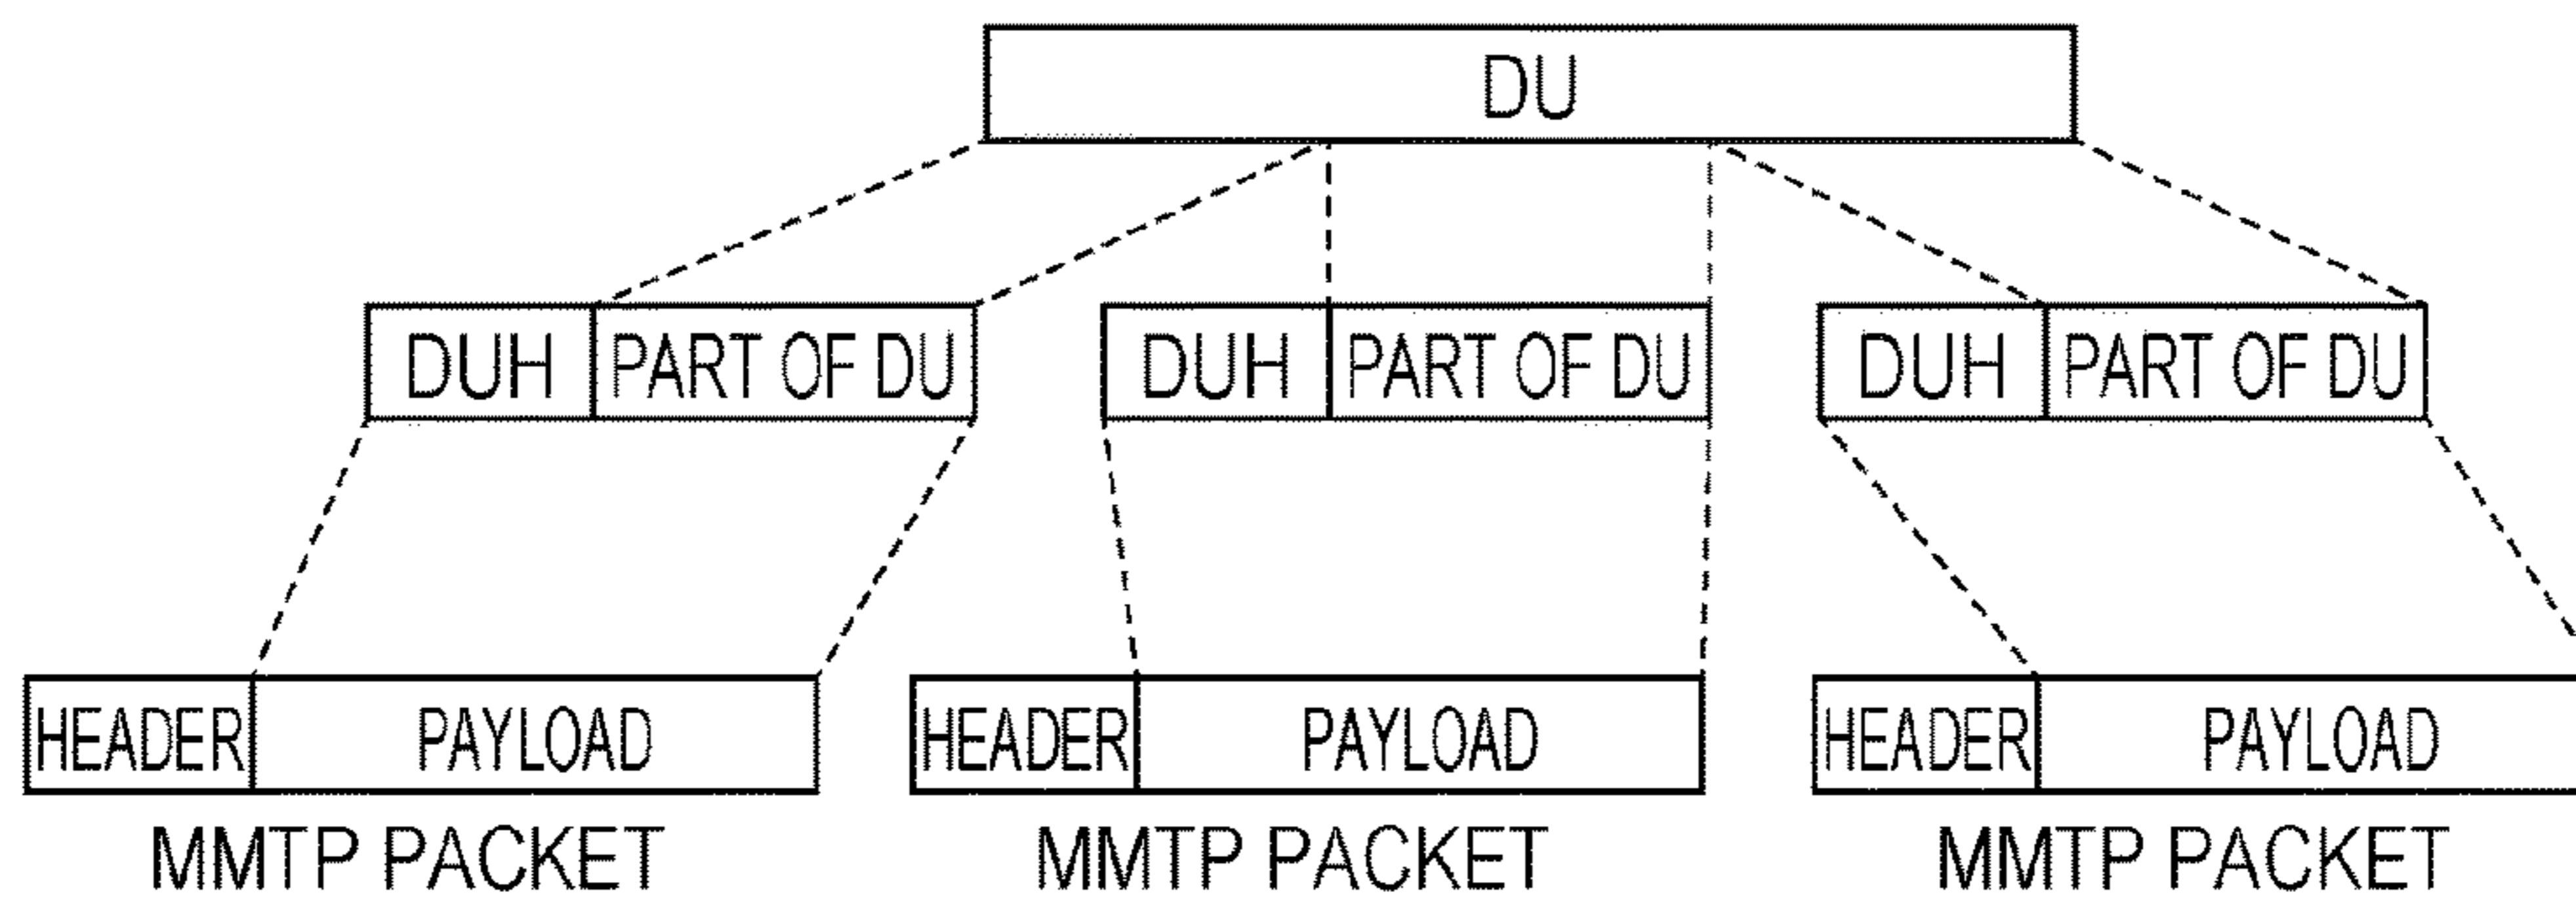 DU
DUH PART OF DU DUH PART OF DU DUH PART OF DU
HEADER PAYLOAD HEADER PAYLOAD HEADER PAYLOAD
MMTP PACKET MMTP PACKET MMTP PACKET